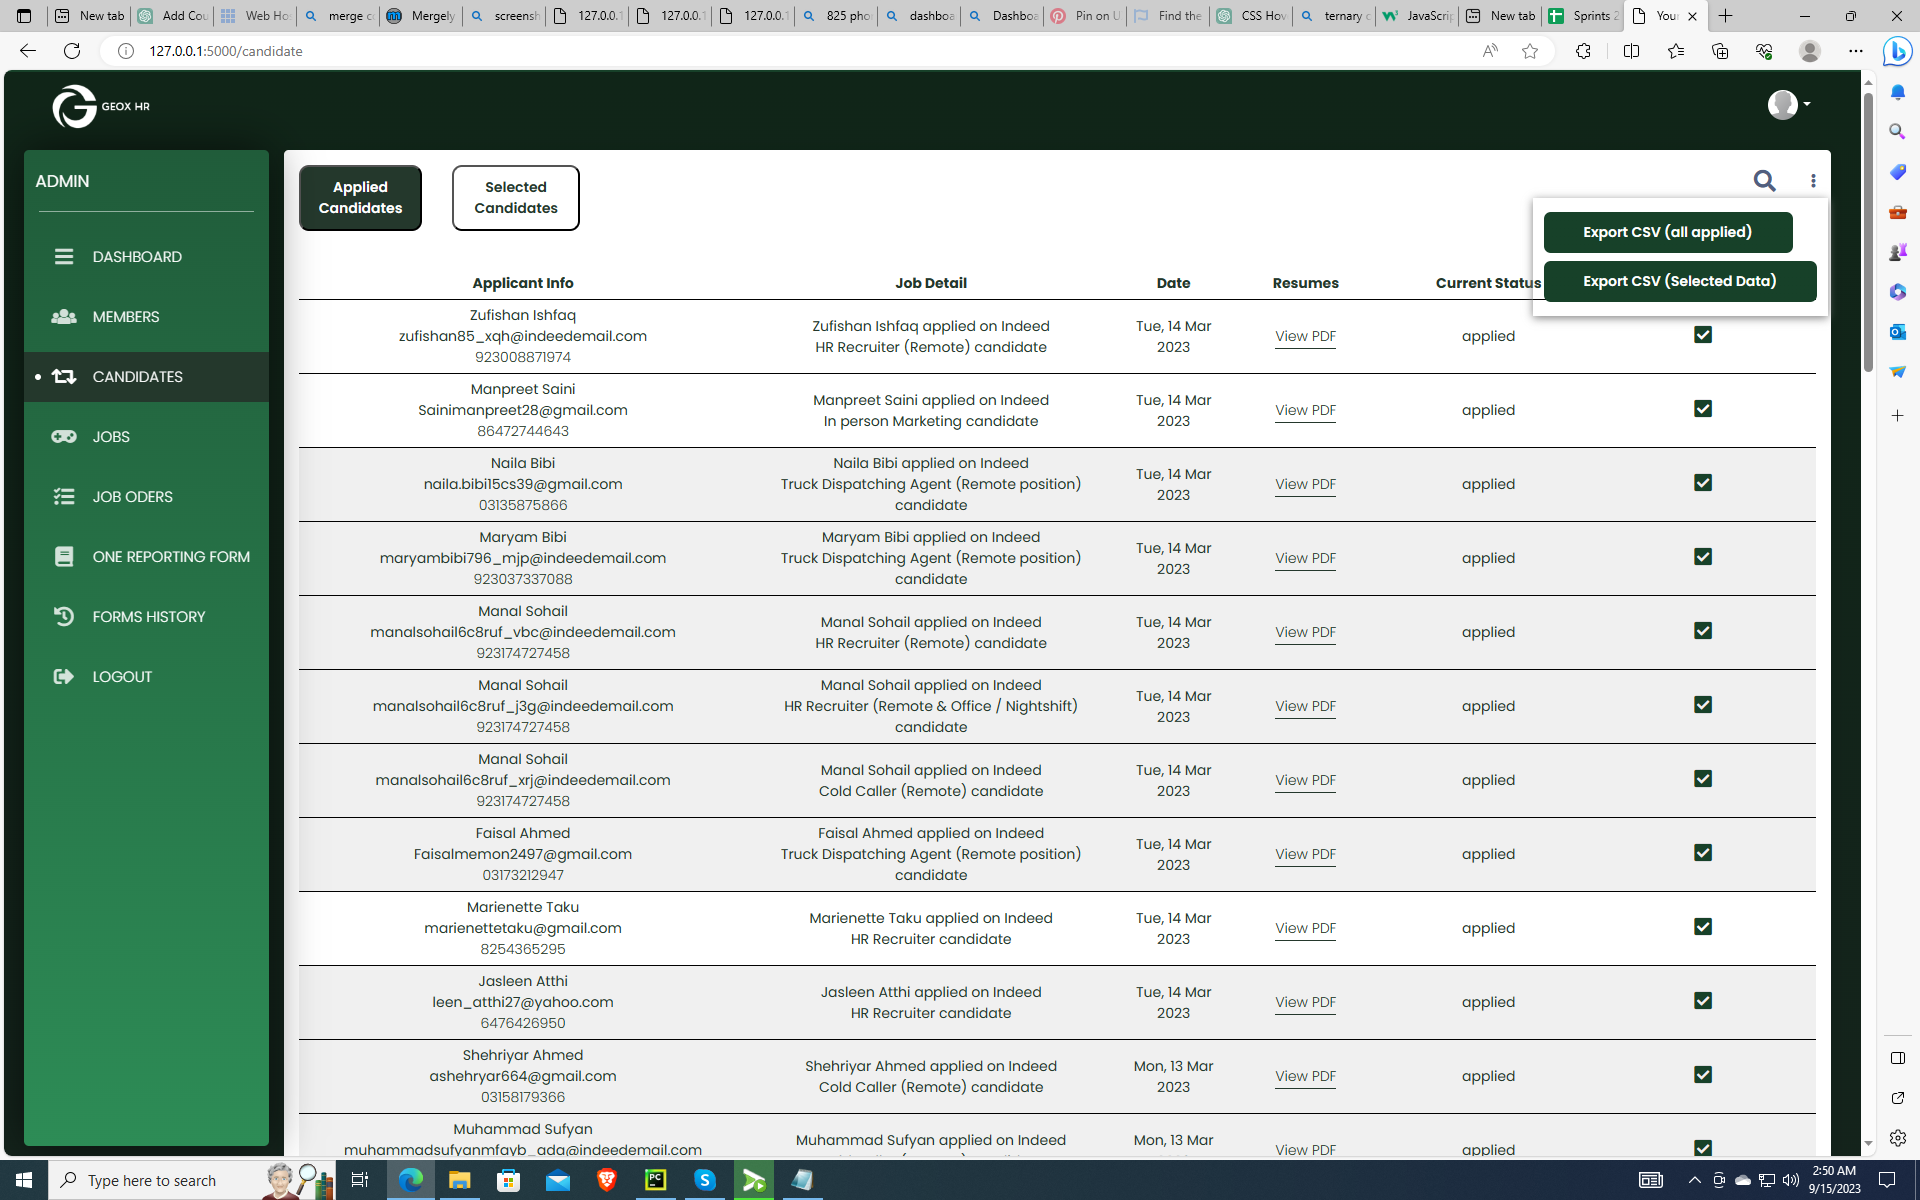 New tab
Add Cou
Web Hos
merge co
Mergely
screensh
127.0.0.1
127.0.0.1
127.0.0.1
825 pho
dashboa
Dashboa
Pin on U
Find the
CSS Hov
ternary c
JavaScrip
New tab
Sprints 2
Your
127.0.0.1:5000/candidate
GEOX HR
ADMIN
DASHBOARD
MEMBERS
CANDIDATES
JOBS
JOB ODERS
ONE REPORTING FORM
FORMS HISTORY
LOGOUT
Applied
Candidates
Selected
Candidates
Export CSV (all applied)
Export CSV (Selected Data)
Applicant Info Job Detail Date Resumes Current Status
Zufishan Ishfaq
zufishan85_xqh@indeedemail.com
923008871974
Zufishan Ishfaq applied on Indeed
HR Recruiter (Remote) candidate
Tue, 14 Mar
2023
View PDF
applied
Manpreet Saini
Sainimanpreet28@gmail.com
86472744643
Manpreet Saini applied on Indeed
In person Marketing candidate
Tue, 14 Mar
2023
View PDF
applied
Naila Bibi
naila.bibi15cs39@gmail.com
03135875866
Naila Bibi applied on Indeed
Truck Dispatching Agent (Remote position)
candidate
Tue, 14 Mar
2023
View PDF
applied
Maryam Bibi
maryambibi796_mjp@indeedemail.com
923037337088
Maryam Bibi applied on Indeed
Truck Dispatching Agent (Remote position)
candidate
Tue, 14 Mar
2023
View PDF
applied
Manal Sohail
manalsohail6c8ruf_vbc@indeedemail.com
923174727458
Manal Sohail applied on Indeed
HR Recruiter (Remote) candidate
Tue, 14 Mar
2023
View PDF
applied
Manal Sohail
manalsohail6c8ruf_j3g@indeedemail.com
923174727458
Manal Sohail applied on Indeed
HR Recruiter (Remote & Office / Nightshift)
candidate
Tue, 14 Mar
2023
View PDF
applied
Manal Sohail
manalsohail6c8ruf_xrj@indeedemail.com
923174727458
Manal Sohail applied on Indeed
Cold Caller (Remote) candidate
Tue, 14 Mar
2023
View PDF
applied
Faisal Ahmed
Faisalmemon2497@gmail.com
03173212947
Faisal Ahmed applied on Indeed
Truck Dispatching Agent (Remote position)
candidate
Tue, 14 Mar
2023
View PDF
applied
Marienette Taku
marienettetaku@gmail.com
8254365295
Marienette Taku applied on Indeed
HR Recruiter candidate
Tue, 14 Mar
2023
View PDF
applied
Jasleen Atthi
leen_atthi27@yahoo.com
6476426950
Jasleen Atthi applied on Indeed
HR Recruiter candidate
Tue, 14 Mar
2023
View PDF
applied
Shehriyar Ahmed
ashehryar664@gmail.com
03158179366
Shehriyar Ahmed applied on Indeed
Cold Caller (Remote) candidate
Mon, 13 Mar
2023
View PDF
applied
Muhammad Sufyan
muhammadsufyanmfgyb_gdg@indeedemail.com
Muhammad Sufyan applied on Indeed
Mon, 13 Mar
View PDF
applied
Type here to search
2:50 AM
9/15/2023